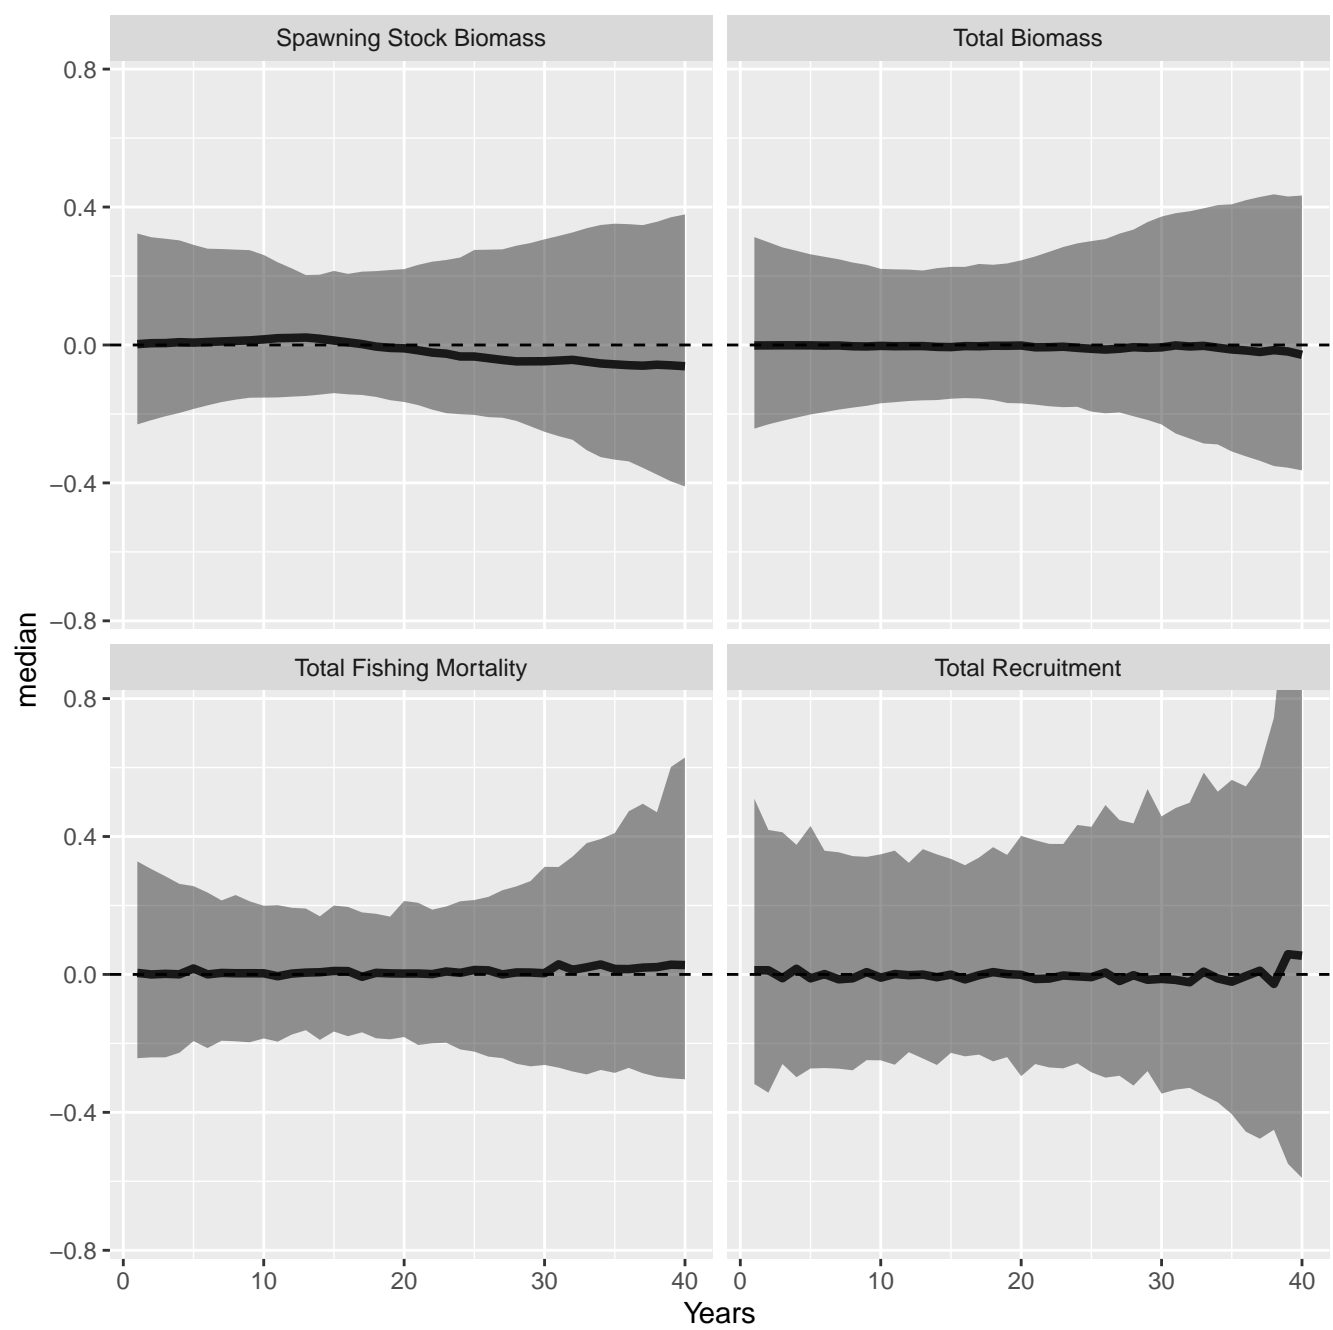 Spawning Stock Biomass
Total Biomass
0.8
0.4
0.0
−0.4
−0.8
median
Total Fishing Mortality
Total Recruitment
0.8
0.4
0.0
−0.4
−0.8
0 10 20 30 40
0 10 20 30 40
Years